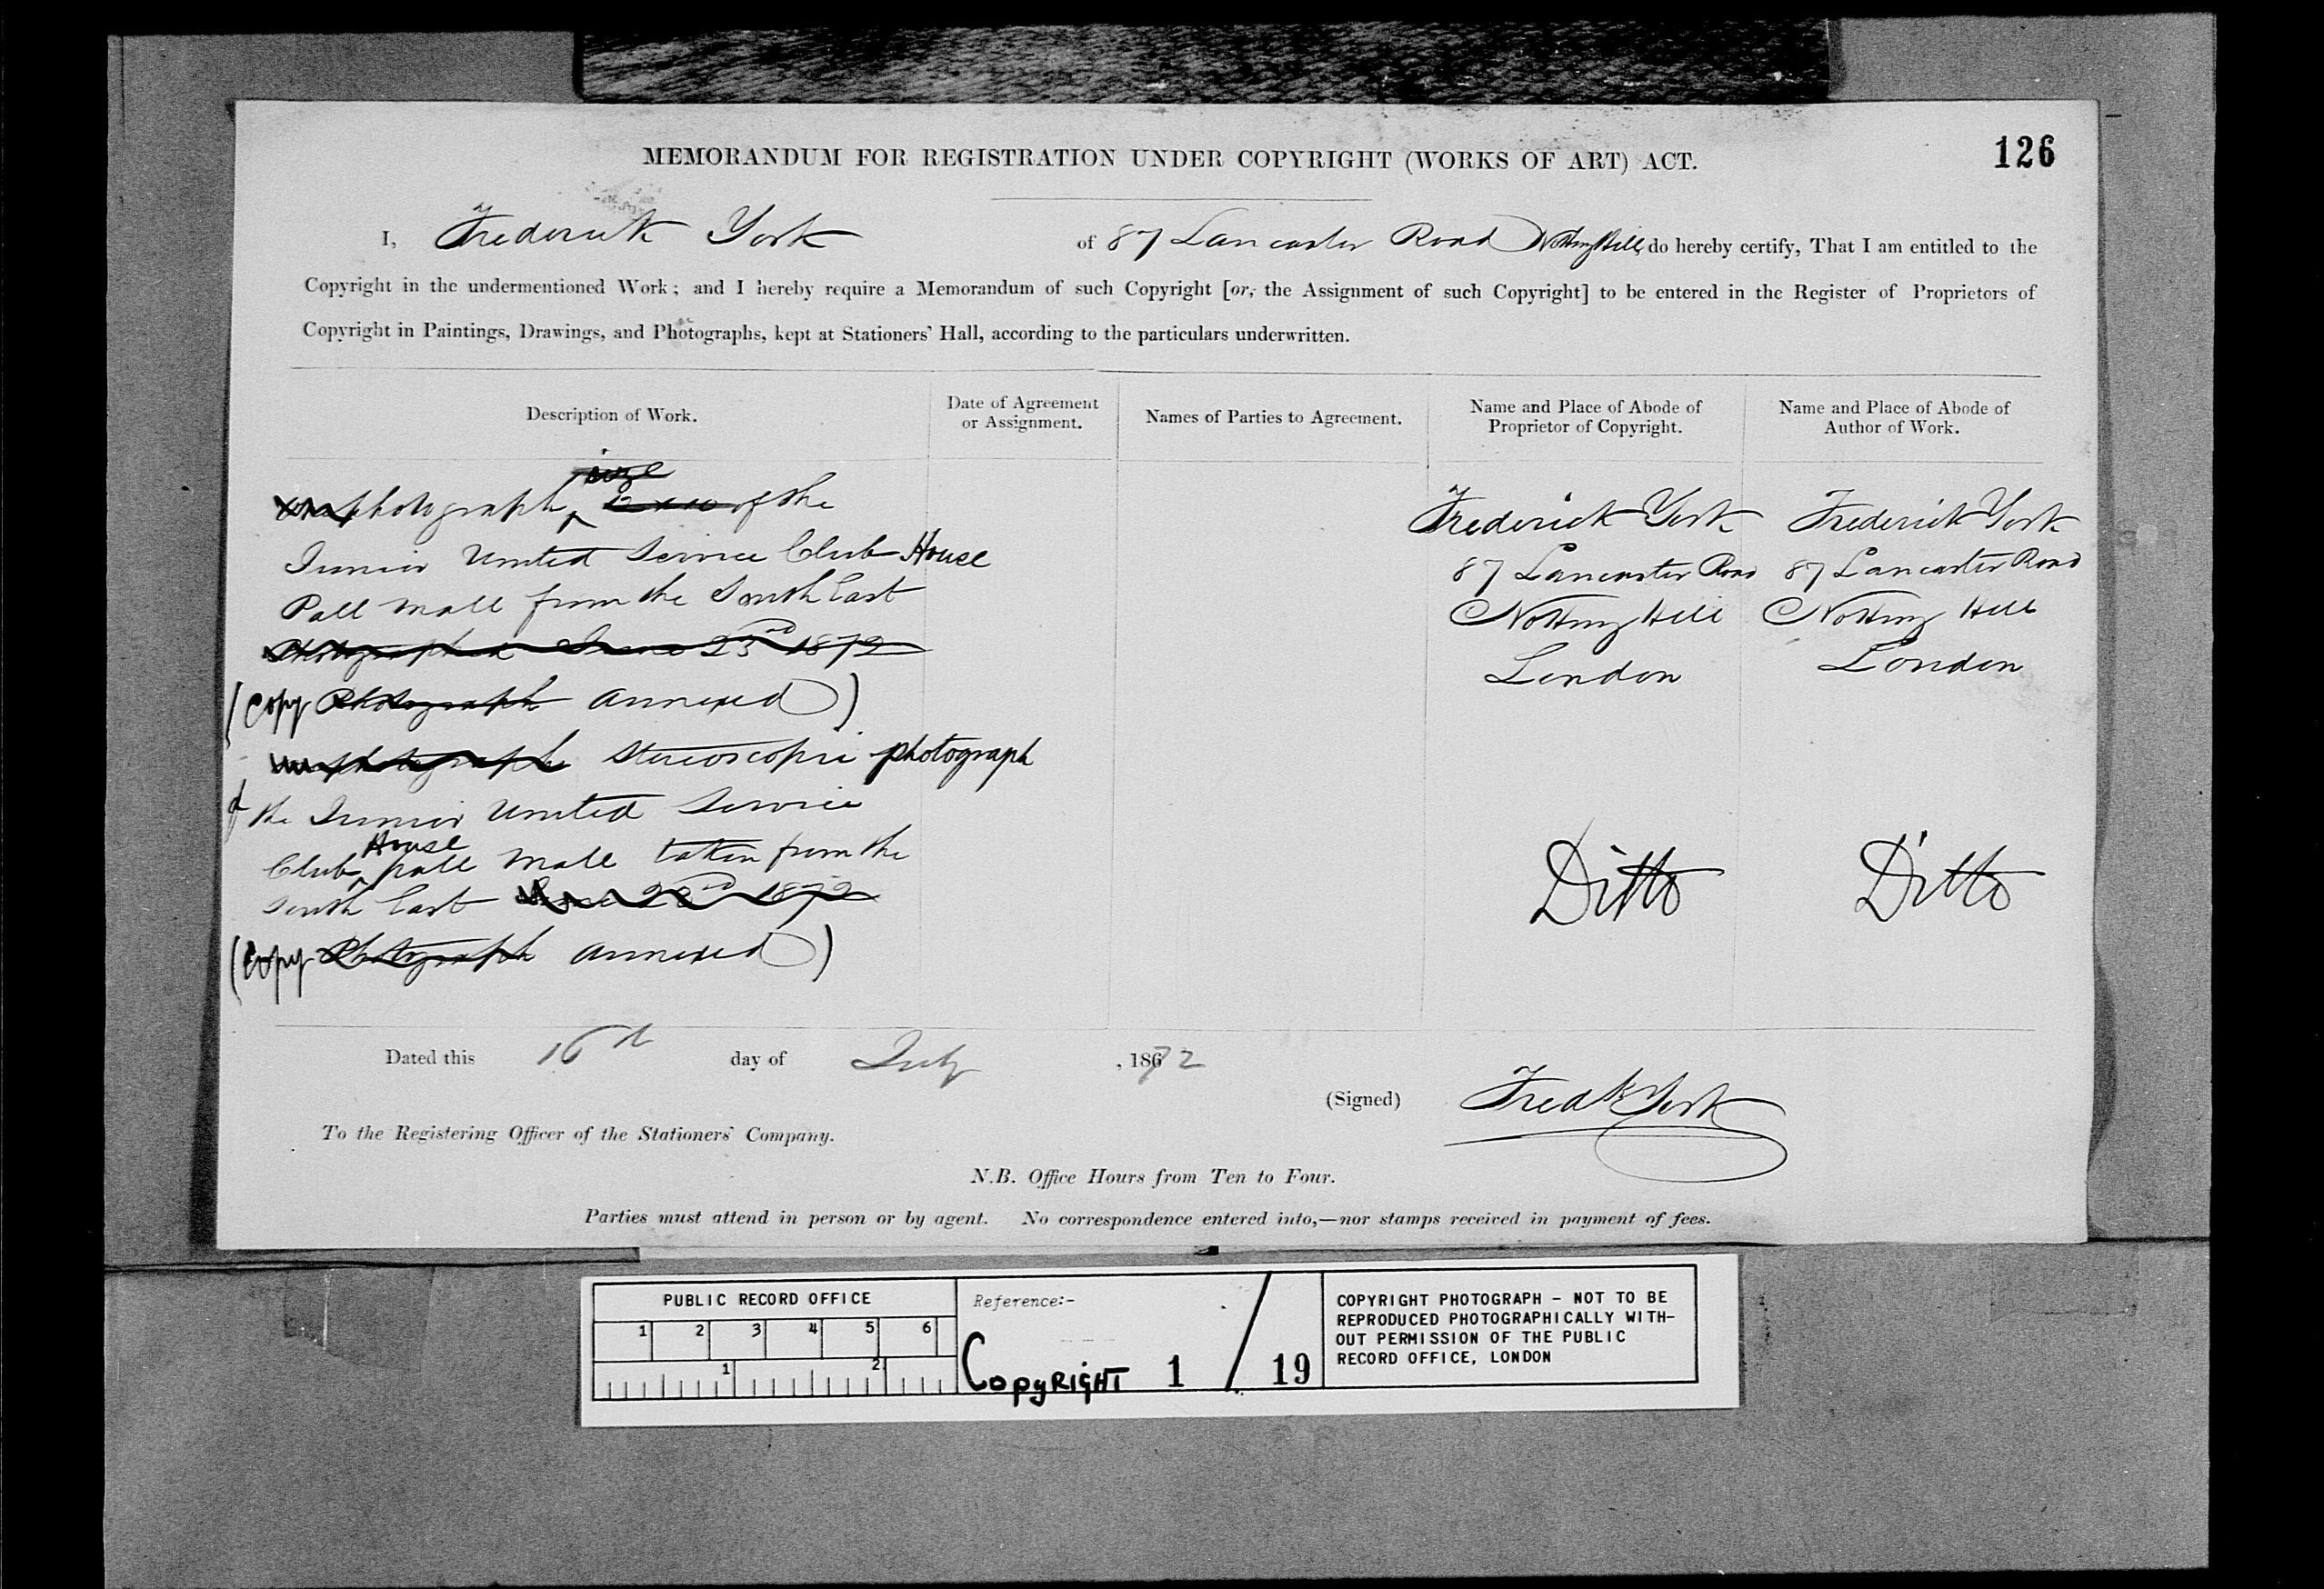 126
MEMORANDUM FOR REGISTRATION UNDER COPYRIGHT (WORKS OF ART) ACT.
I, Frederick York of 87 Lancaster Road Notting Hill, do hereby certify, That I am entitled to the
Copyright in the undermentioned Work; and I hereby require a Memorandum of such Copyright [or, the Assignment of such Copyright] to be entered in the Register of Proprietors of
Copyright in Paintings, Drawings, and Photographs, kept at Stationers' Hall, according to the particulars underwritten.
Description of Work.
Date of Agreement
or Assignment.
Names of Parties to Agreement.
Name and Place of Abode of
Proprietor of Copyright.
Name and Place of Abode of
Author of Work.
size
photograph 12 x 10 of the
Junior United Service Club House
Pall Mall from the South East
Photographed June 23rd 1872
(Copy Photograph annexed)
photograph Stereoscopic photograph
of the Junior United Service
House
Club pall Mall taken from the
South East June 23rd 1872
(Copy Photograph annexed)
Frederick York
87 Lancaster Road
Notting Hill
London
Ditto
Frederick York
87 Lancaster Road
Notting Hill
London
Ditto
Dated this 16th day of July, 1872
(Signed) Fredk York
To the Registering Officer of the Stationers' Company.
N.B. Office Hours from Ten to Four.
Parties must attend in person or by agent. No correspondence entered into,—nor stamps received in payment of fees.
PUBLIC RECORD OFFICE
1 2 3 4 5 6
1 2
Reference:-
Copyright 1 / 19
COPYRIGHT PHOTOGRAPH - NOT TO BE
REPRODUCED PHOTOGRAPHICALLY WITH-
OUT PERMISSION OF THE PUBLIC
RECORD OFFICE, LONDON